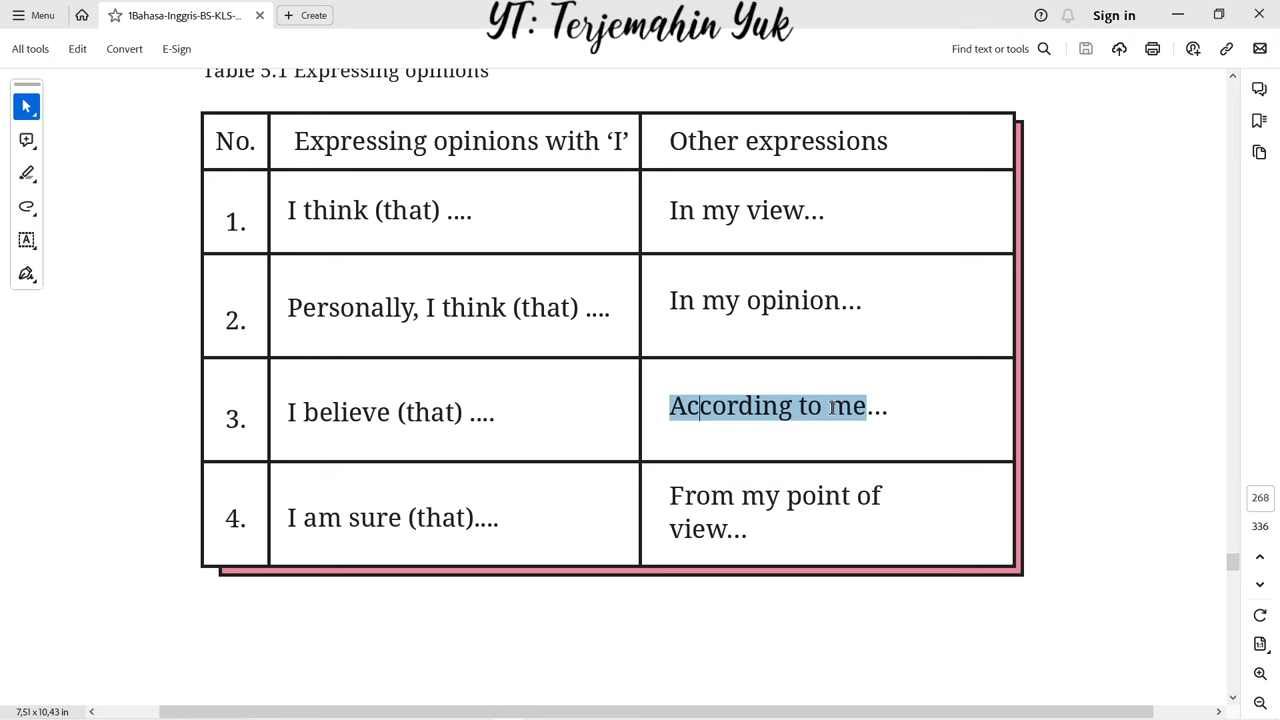 Menu
1Bahasa-Inggris-BS-KLS-...
Create
YT: Terjemahin Yuk
Sign in
All tools
Edit
Convert
E-Sign
Find text or tools
Table 5.1 Expressing opinions
No.
Expressing opinions with ‘I’
Other expressions
1.
I think (that) ....
In my view...
2.
Personally, I think (that) ....
In my opinion...
3.
I believe (that) ....
According to me...
4.
I am sure (that)....
From my point of
view...
268
336
7,51 x 10,43 in